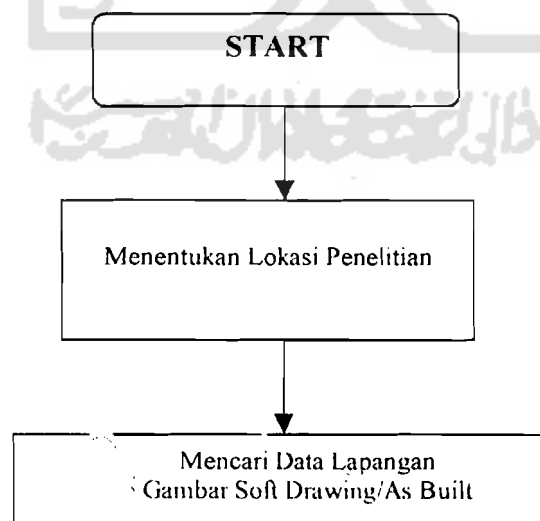 START
Menentukan Lokasi Penelitian
Mencari Data Lapangan
Gambar Soft Drawing/As Built